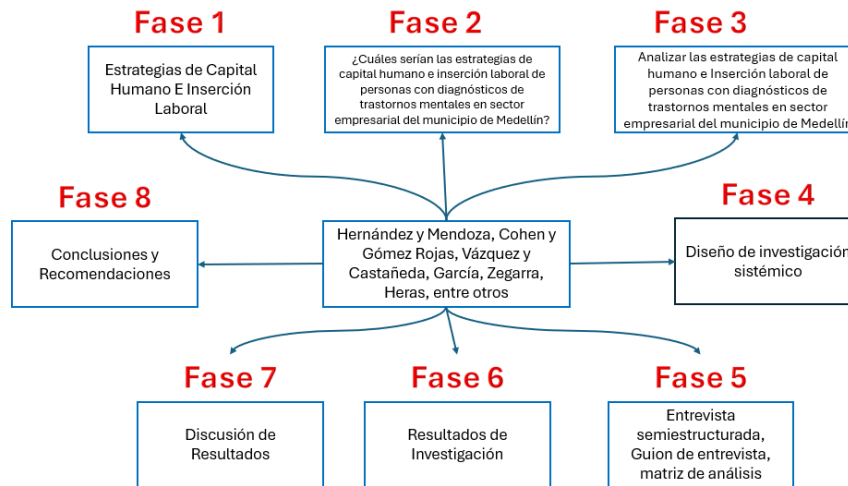 Fase 1
Estrategias de Capital
Humano E Inserción
Laboral
Fase 2
¿Cuáles serían las estrategias de
capital humano e inserción laboral de
personas con diagnósticos de
trastornos mentales en sector
empresarial del municipio de Medellín?
Fase 3
Analizar las estrategias de capital
humano e Inserción laboral de
personas con diagnósticos de
trastornos mentales en sector
empresarial del municipio de Medellín
Fase 8
Conclusiones y
Recomendaciones
Hernández y Mendoza, Cohen y
Gómez Rojas, Vázquez y
Castañeda, García, Zegarra,
Heras, entre otros
Fase 4
Diseño de investigación
sistémico
Fase 7
Discusión de
Resultados
Fase 6
Resultados de
Investigación
Fase 5
Entrevista
semiestructurada,
Guion de entrevista,
matriz de análisis